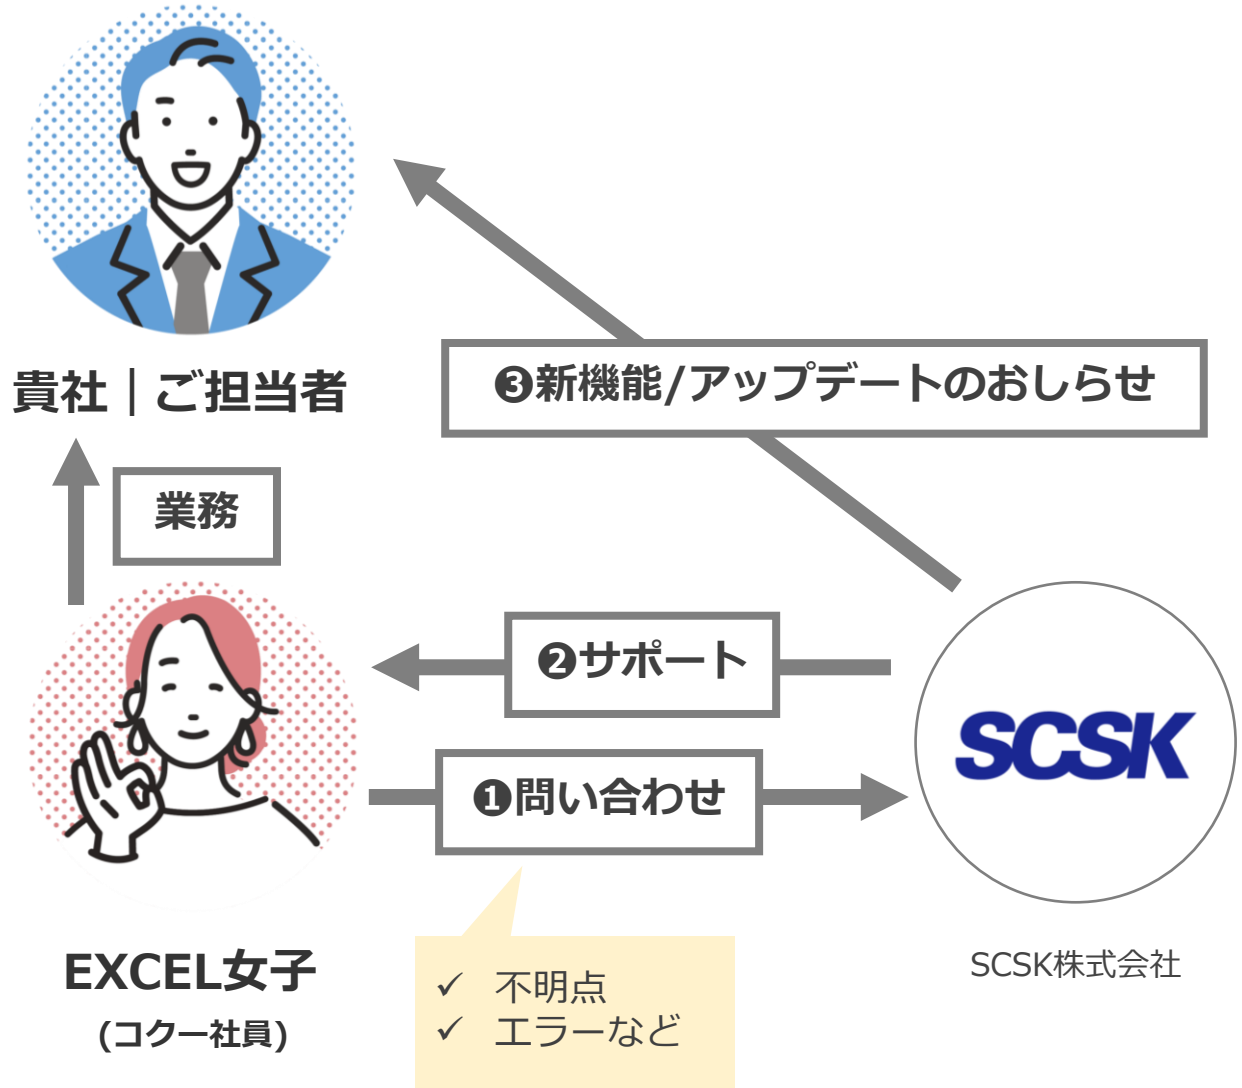 貴社｜ご担当者
❸新機能/アップデートのおしらせ
業務
❷サポート
SCSK
❶問い合わせ
EXCEL女子
(コクー社員)
✓ 不明点
✓ エラーなど
SCSK株式会社